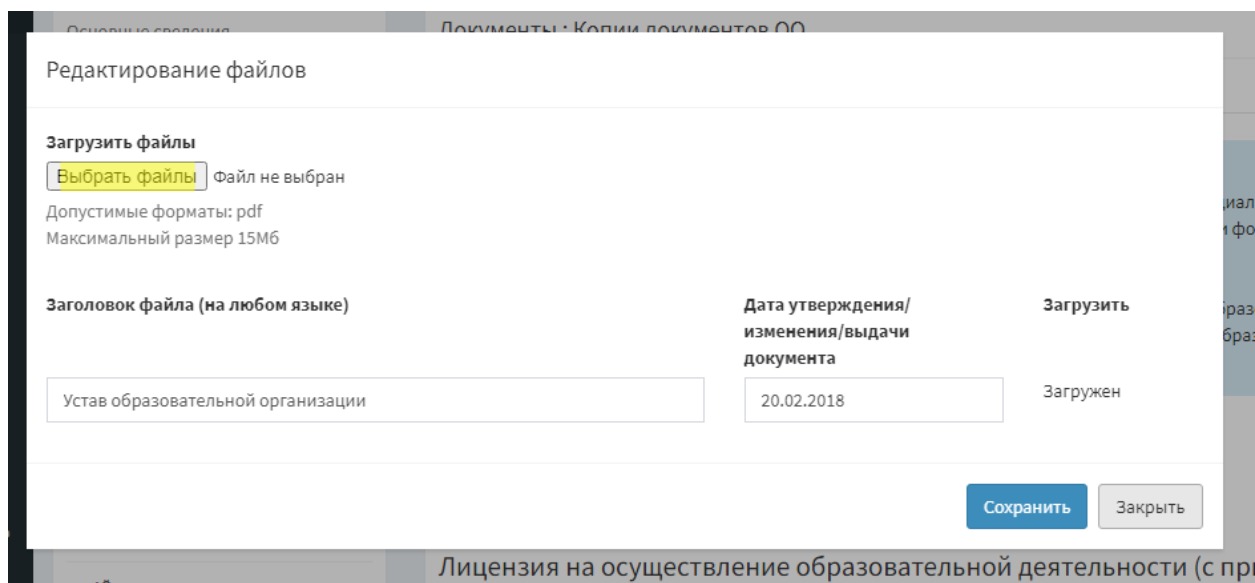 Основные сведения
Документы : Копии документов ОО
Редактирование файлов
Загрузить файлы
Выбрать файлы Файл не выбран
Допустимые форматы: pdf
Максимальный размер 15Мб
Заголовок файла (на любом языке)
Дата утверждения/
изменения/выдачи
документа
Загрузить
Устав образовательной организации
20.02.2018
Загружен
Сохранить
Закрыть
Лицензия на осуществление образовательной деятельности (с пр